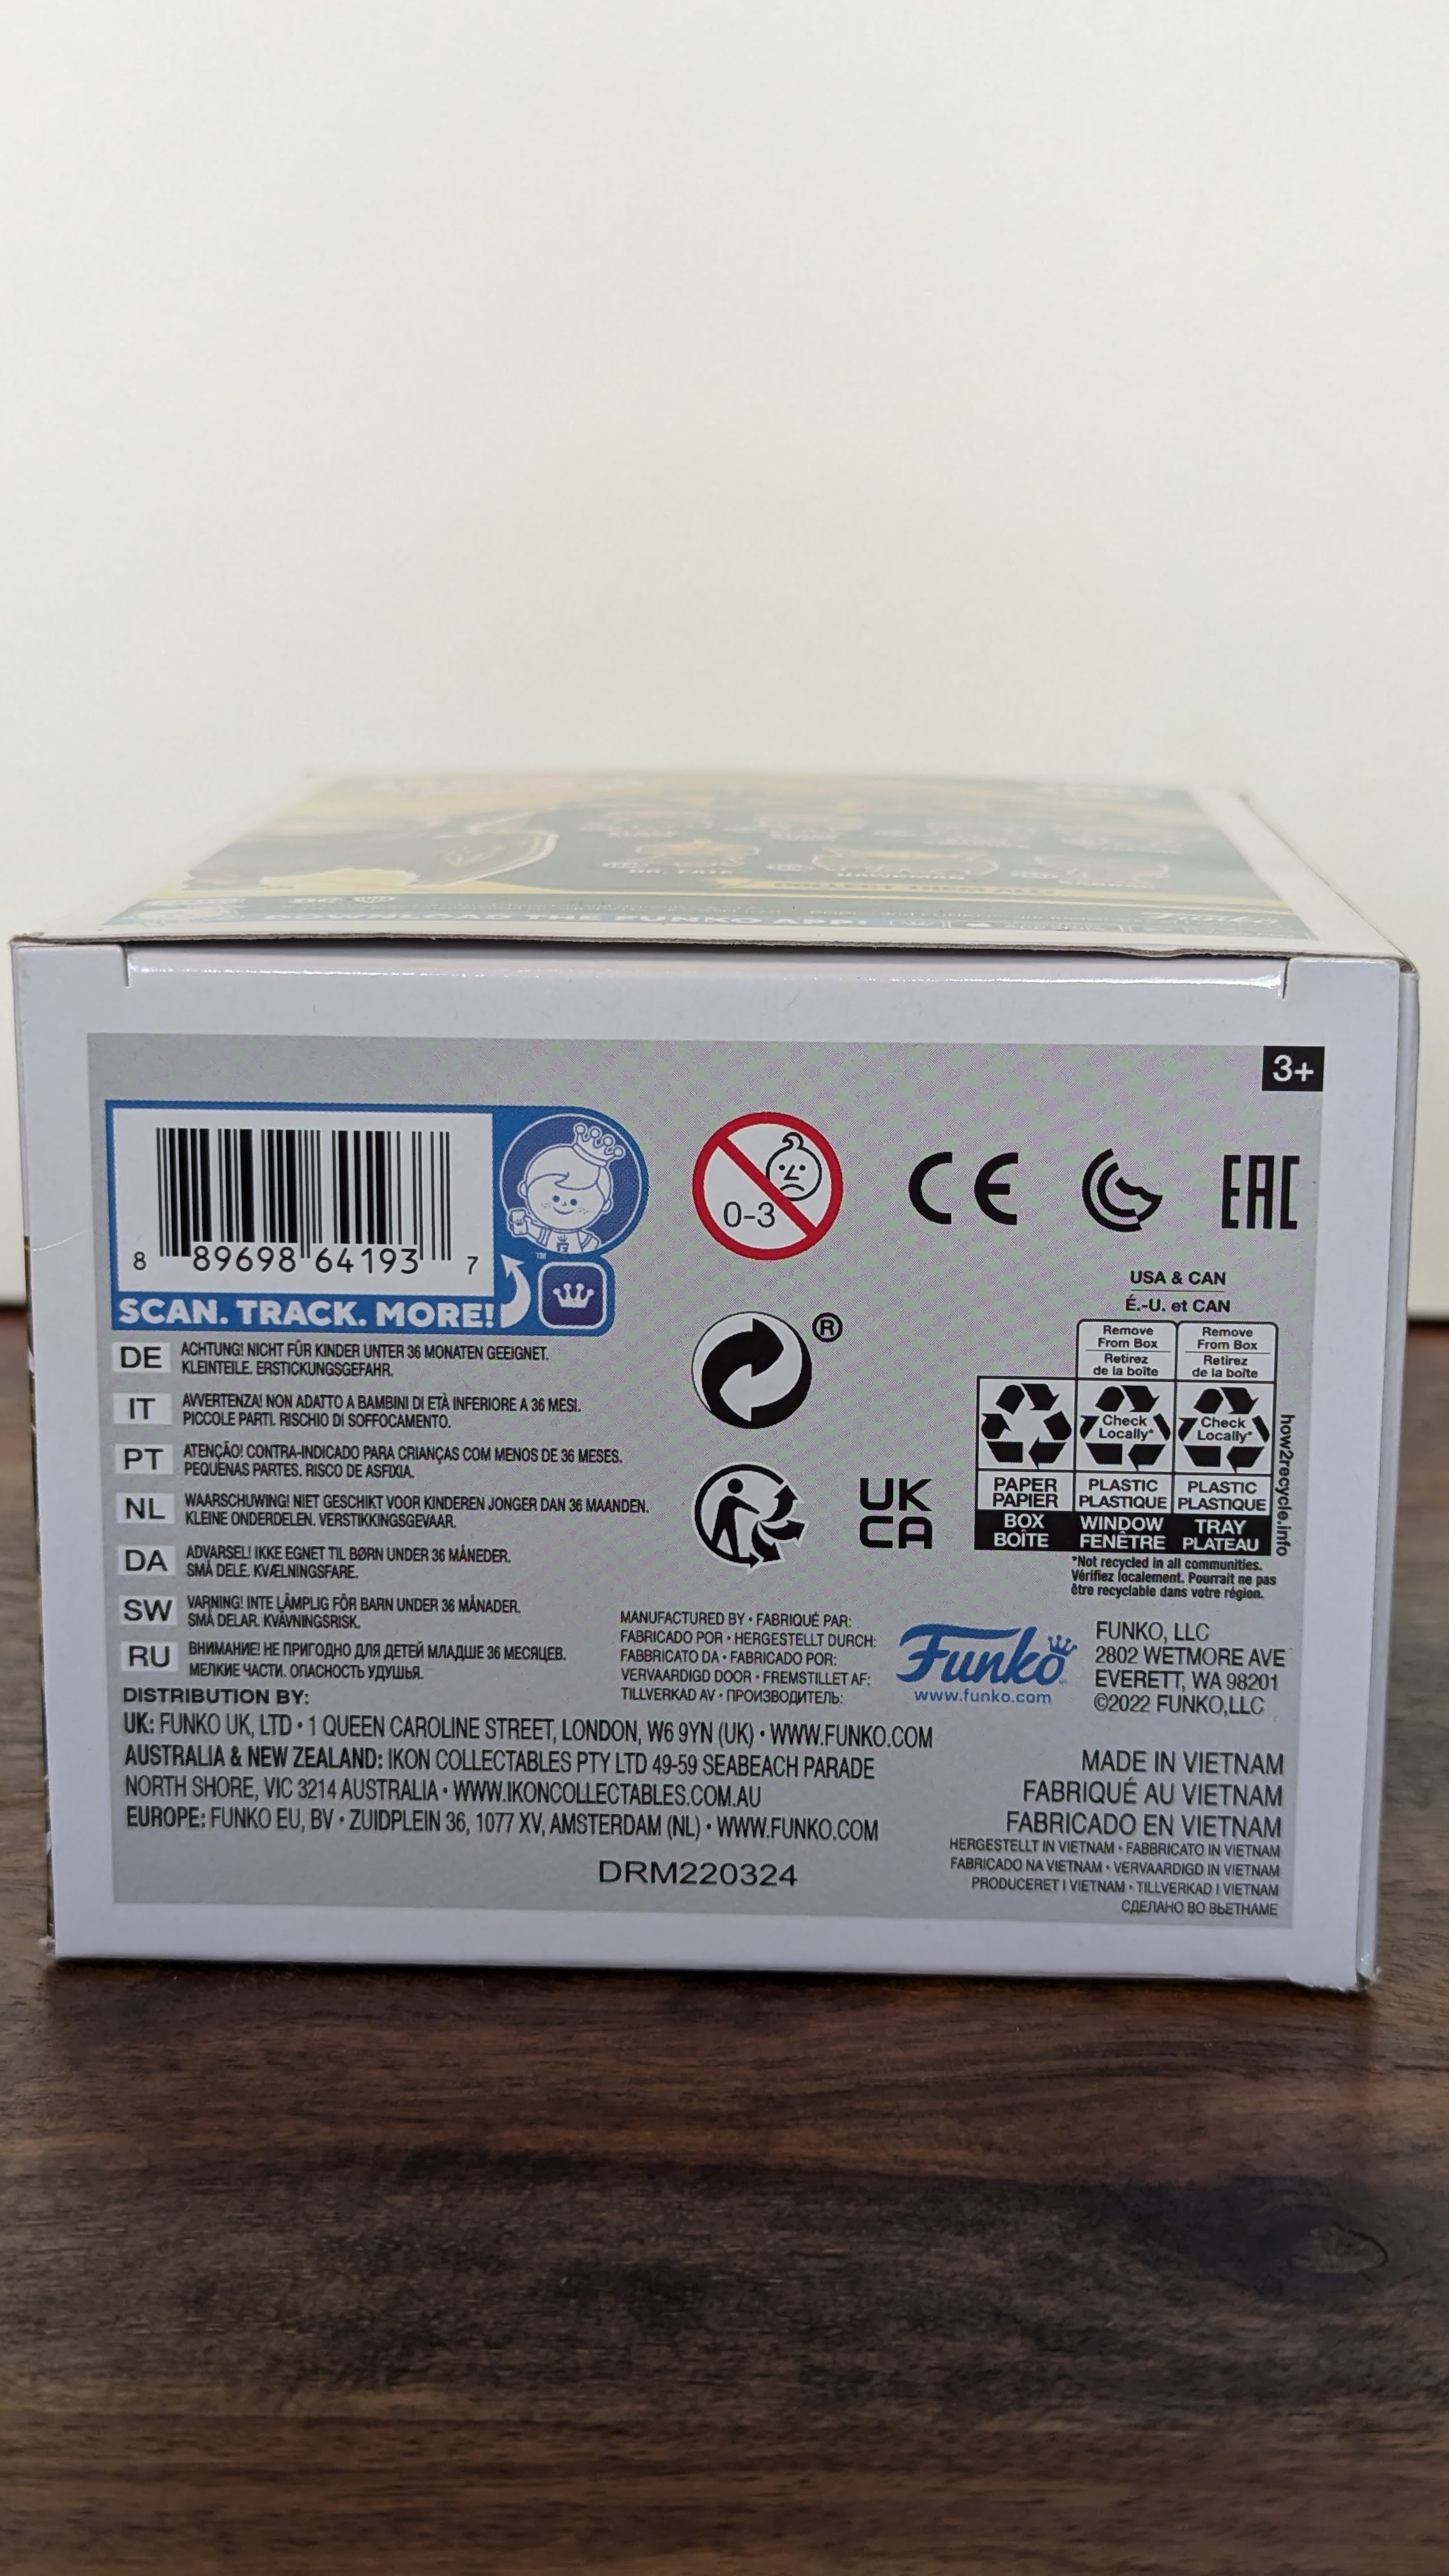 DR. FATE
HAWKMAN
COLLECT THEM ALL!
DOWNLOAD THE FUNKO APP!
Funko
3+
8 89698 64193 7
™
SCAN. TRACK. MORE!
0-3
CE
EAC
USA & CAN
É.-U. et CAN
Remove
From Box
Retirez
de la boîte
Remove
From Box
Retirez
de la boîte
Check
Locally*
Check
Locally*
PAPER
PAPIER
PLASTIC
PLASTIQUE
PLASTIC
PLASTIQUE
BOX
BOÎTE
WINDOW
FENÊTRE
TRAY
PLATEAU
how2recycle.info
*Not recycled in all communities.
Vérifiez localement. Pourrait ne pas
être recyclable dans votre région.
®
UK
CA
DE ACHTUNG! NICHT FÜR KINDER UNTER 36 MONATEN GEEIGNET.
KLEINTEILE. ERSTICKUNGSGEFAHR.
IT AVVERTENZA! NON ADATTO A BAMBINI DI ETÀ INFERIORE A 36 MESI.
PICCOLE PARTI. RISCHIO DI SOFFOCAMENTO.
PT ATENÇÃO! CONTRA-INDICADO PARA CRIANÇAS COM MENOS DE 36 MESES.
PEQUENAS PARTES. RISCO DE ASFIXIA.
NL WAARSCHUWING! NIET GESCHIKT VOOR KINDEREN JONGER DAN 36 MAANDEN.
KLEINE ONDERDELEN. VERSTIKKINGSGEVAAR.
DA ADVARSEL! IKKE EGNET TIL BØRN UNDER 36 MÅNEDER.
SMÅ DELE. KVÆLNINGSFARE.
SW VARNING! INTE LÄMPLIG FÖR BARN UNDER 36 MÅNADER.
SMÅ DELAR. KVÄVNINGSRISK.
RU ВНИМАНИЕ! НЕ ПРИГОДНО ДЛЯ ДЕТЕЙ МЛАДШЕ 36 МЕСЯЦЕВ.
МЕЛКИЕ ЧАСТИ. ОПАСНОСТЬ УДУШЬЯ.
MANUFACTURED BY • FABRIQUÉ PAR:
FABRICADO POR • HERGESTELLT DURCH:
FABBRICATO DA • FABRICADO POR:
VERVAARDIGD DOOR • FREMSTILLET AF:
TILLVERKAD AV • ПРОИЗВОДИТЕЛЬ:
Funko
www.funko.com
FUNKO, LLC
2802 WETMORE AVE
EVERETT, WA 98201
©2022 FUNKO,LLC
DISTRIBUTION BY:
UK: FUNKO UK, LTD • 1 QUEEN CAROLINE STREET, LONDON, W6 9YN (UK) • WWW.FUNKO.COM
AUSTRALIA & NEW ZEALAND: IKON COLLECTABLES PTY LTD 49-59 SEABEACH PARADE
NORTH SHORE, VIC 3214 AUSTRALIA • WWW.IKONCOLLECTABLES.COM.AU
EUROPE: FUNKO EU, BV • ZUIDPLEIN 36, 1077 XV, AMSTERDAM (NL) • WWW.FUNKO.COM
MADE IN VIETNAM
FABRIQUÉ AU VIETNAM
FABRICADO EN VIETNAM
HERGESTELLT IN VIETNAM • FABBRICATO IN VIETNAM
FABRICADO NA VIETNAM • VERVAARDIGD IN VIETNAM
PRODUCERET I VIETNAM • TILLVERKAD I VIETNAM
СДЕЛАНО ВО ВЬЕТНАМЕ
DRM220324